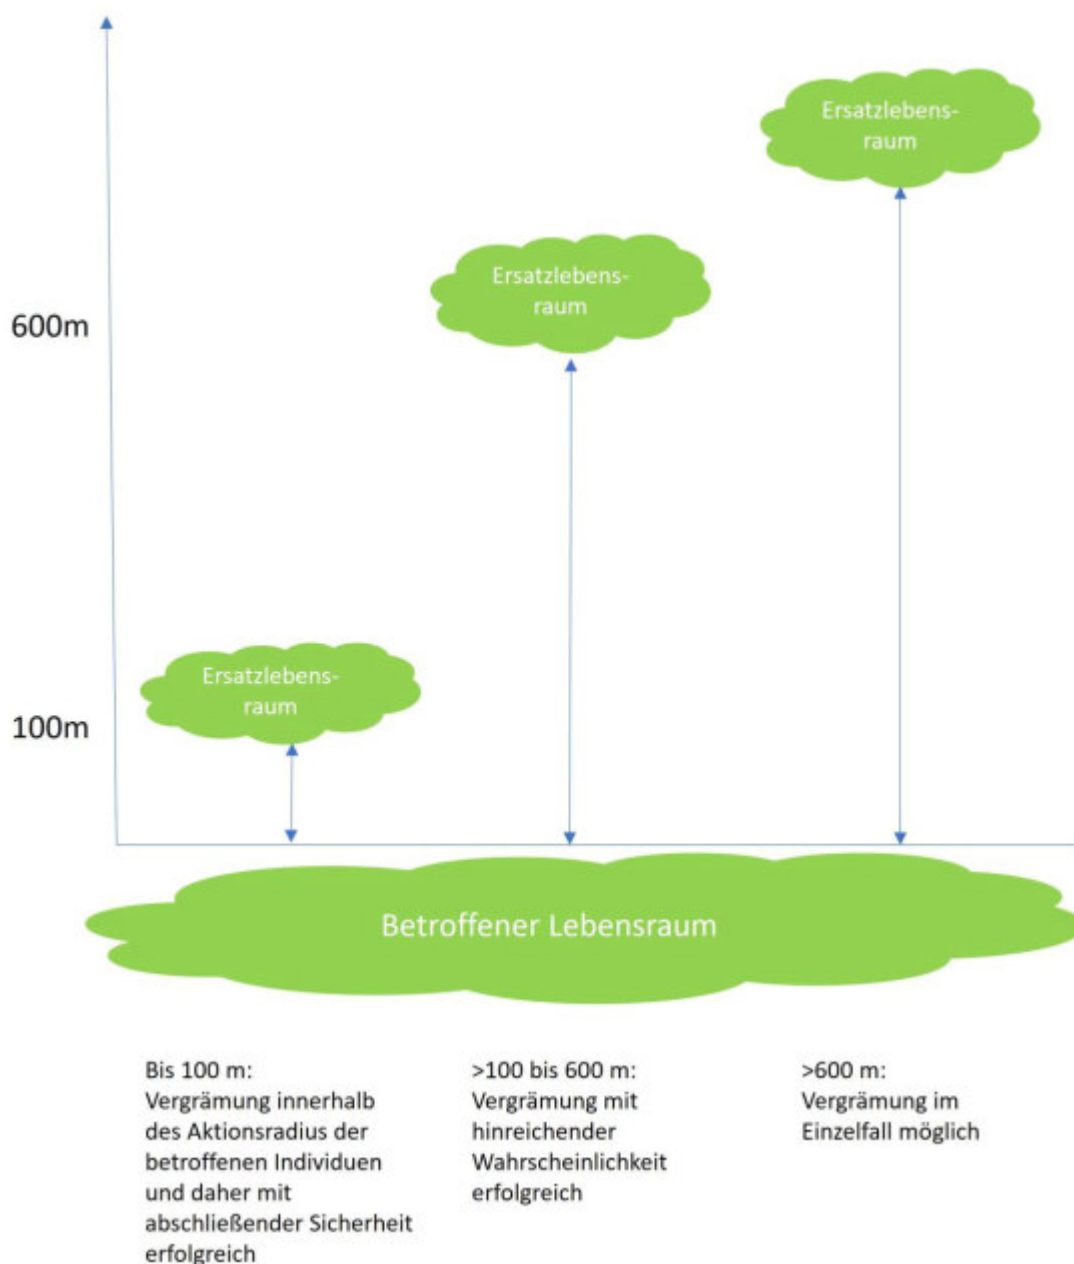 Ersatzlebens-
raum
Ersatzlebens-
raum
600m
Ersatzlebens-
raum
100m
Betroffener Lebensraum
Bis 100 m:
Vergrämung innerhalb
des Aktionsradius der
betroffenen Individuen
und daher mit
abschließender Sicherheit
erfolgreich
>100 bis 600 m:
Vergrämung mit
hinreichender
Wahrscheinlichkeit
erfolgreich
>600 m:
Vergrämung im
Einzelfall möglich